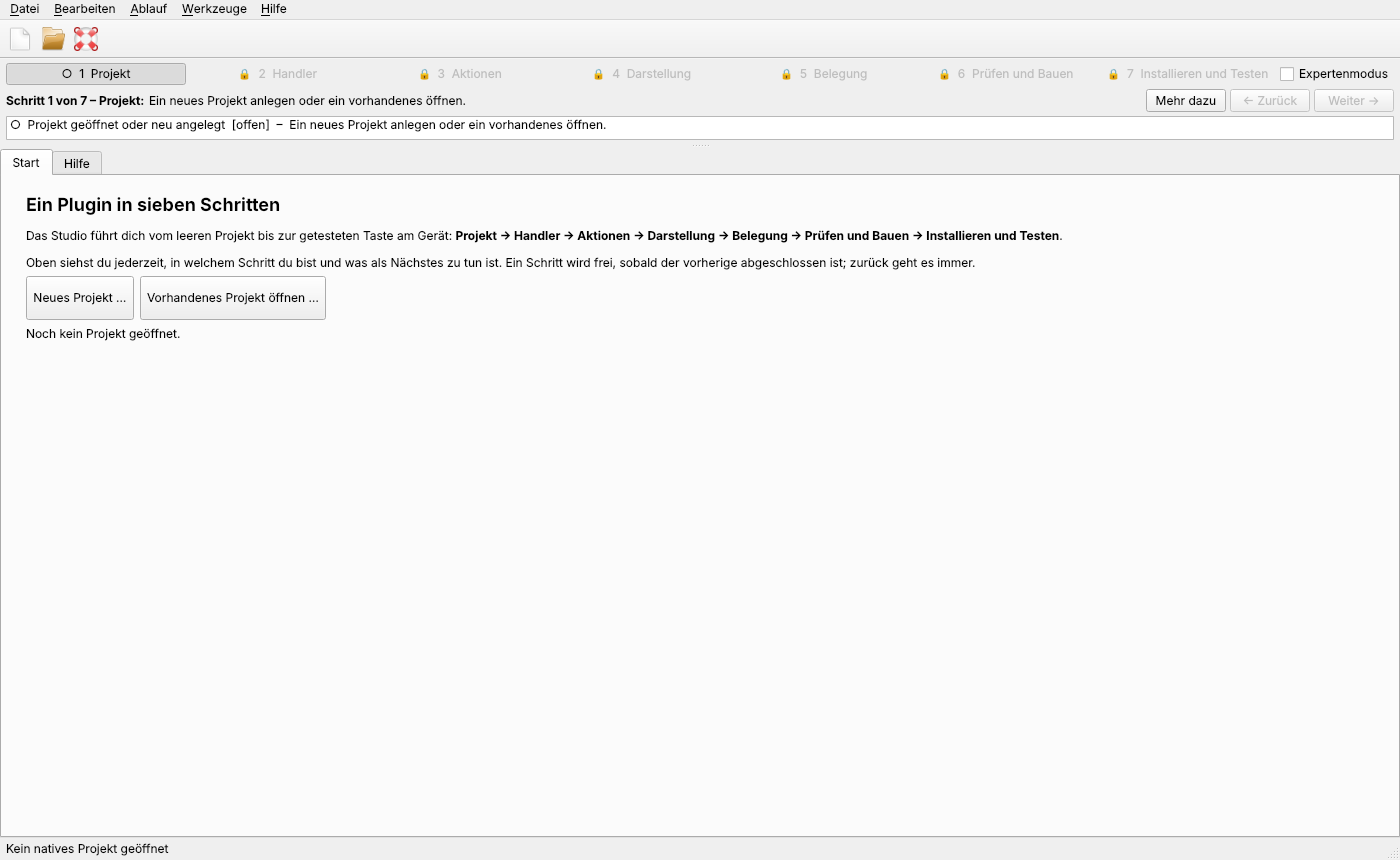 Datei Bearbeiten Ablauf Werkzeuge Hilfe
1 Projekt 2 Handler 3 Aktionen 4 Darstellung 5 Belegung 6 Prüfen und Bauen 7 Installieren und Testen Expertenmodus
Schritt 1 von 7 – Projekt: Ein neues Projekt anlegen oder ein vorhandenes öffnen. Mehr dazu ← Zurück Weiter →
Projekt geöffnet oder neu angelegt [offen] – Ein neues Projekt anlegen oder ein vorhandenes öffnen.
Start Hilfe
Ein Plugin in sieben Schritten
Das Studio führt dich vom leeren Projekt bis zur getesteten Taste am Gerät: Projekt → Handler → Aktionen → Darstellung → Belegung → Prüfen und Bauen → Installieren und Testen.
Oben siehst du jederzeit, in welchem Schritt du bist und was als Nächstes zu tun ist. Ein Schritt wird frei, sobald der vorherige abgeschlossen ist; zurück geht es immer.
Neues Projekt ... Vorhandenes Projekt öffnen ...
Noch kein Projekt geöffnet.
Kein natives Projekt geöffnet